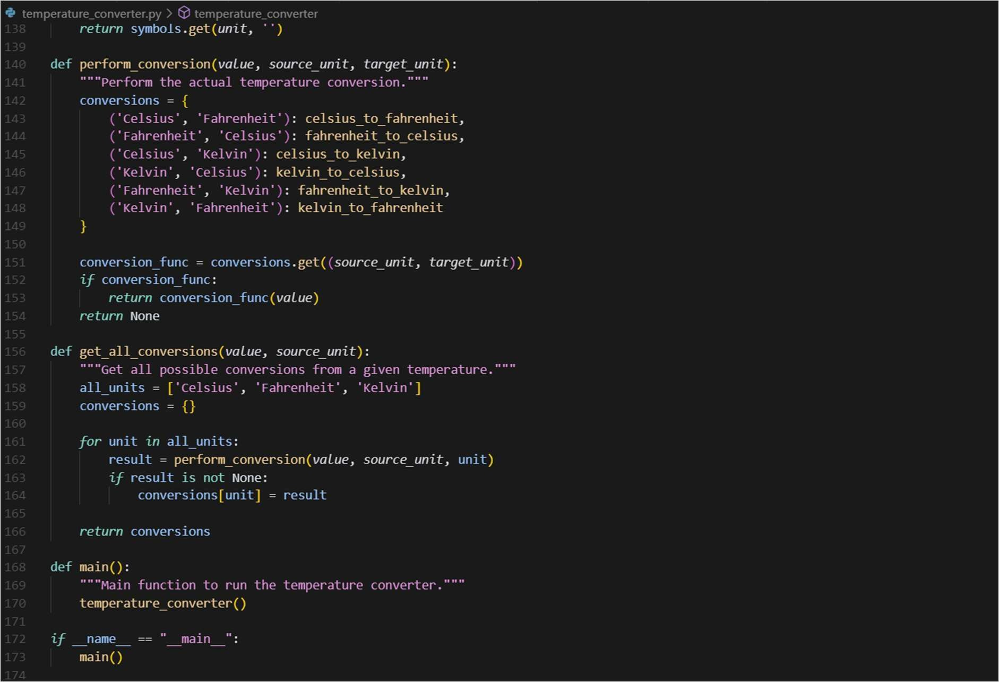 temperature_converter.py > temperature_converter
138         return symbols.get(unit, '')
139
140     def perform_conversion(value, source_unit, target_unit):
141         """Perform the actual temperature conversion."""
142         conversions = {
143             ('Celsius', 'Fahrenheit'): celsius_to_fahrenheit,
144             ('Fahrenheit', 'Celsius'): fahrenheit_to_celsius,
145             ('Celsius', 'Kelvin'): celsius_to_kelvin,
146             ('Kelvin', 'Celsius'): kelvin_to_celsius,
147             ('Fahrenheit', 'Kelvin'): fahrenheit_to_kelvin,
148             ('Kelvin', 'Fahrenheit'): kelvin_to_fahrenheit
149         }
150
151         conversion_func = conversions.get((source_unit, target_unit))
152         if conversion_func:
153             return conversion_func(value)
154         return None
155
156     def get_all_conversions(value, source_unit):
157         """Get all possible conversions from a given temperature."""
158         all_units = ['Celsius', 'Fahrenheit', 'Kelvin']
159         conversions = {}
160
161         for unit in all_units:
162             result = perform_conversion(value, source_unit, unit)
163             if result is not None:
164                 conversions[unit] = result
165
166         return conversions
167
168     def main():
169         """Main function to run the temperature converter."""
170         temperature_converter()
171
172     if __name__ == "__main__":
173         main()
174